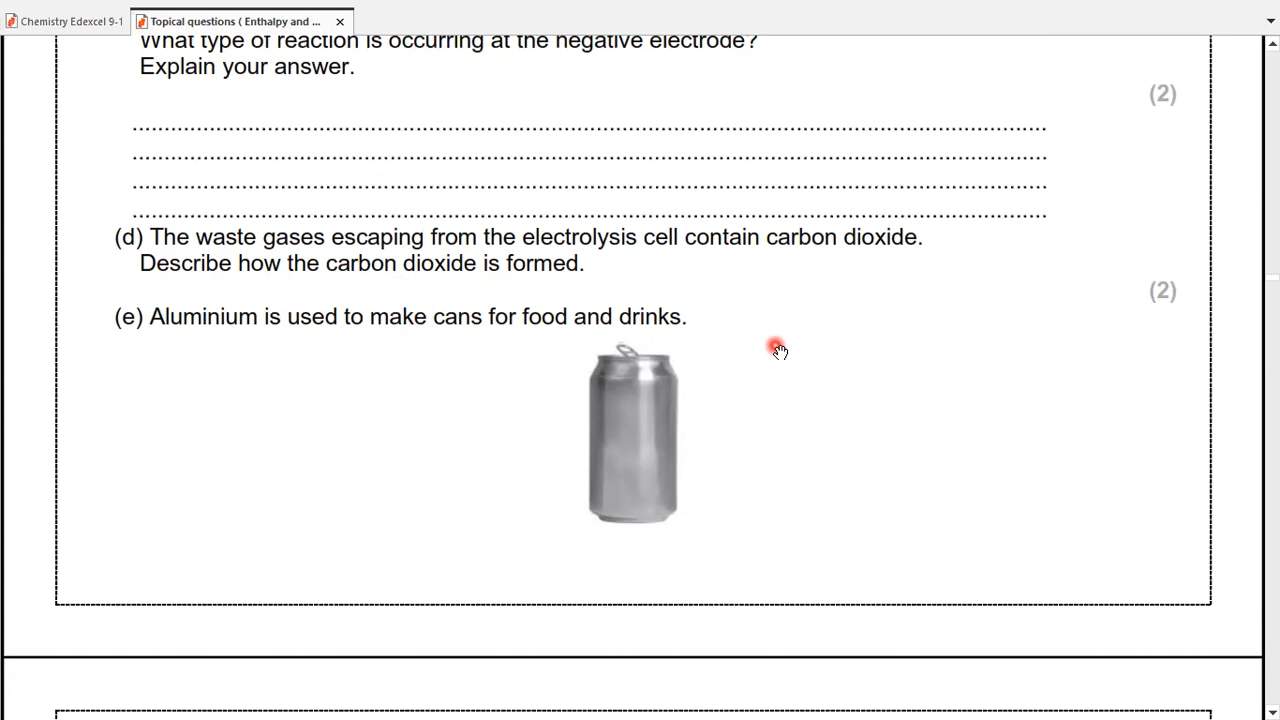 Chemistry Edexcel 9-1
Topical questions ( Enthalpy and ...
What type of reaction is occurring at the negative electrode?
Explain your answer.
(2)
(d) The waste gases escaping from the electrolysis cell contain carbon dioxide.
Describe how the carbon dioxide is formed.
(2)
(e) Aluminium is used to make cans for food and drinks.